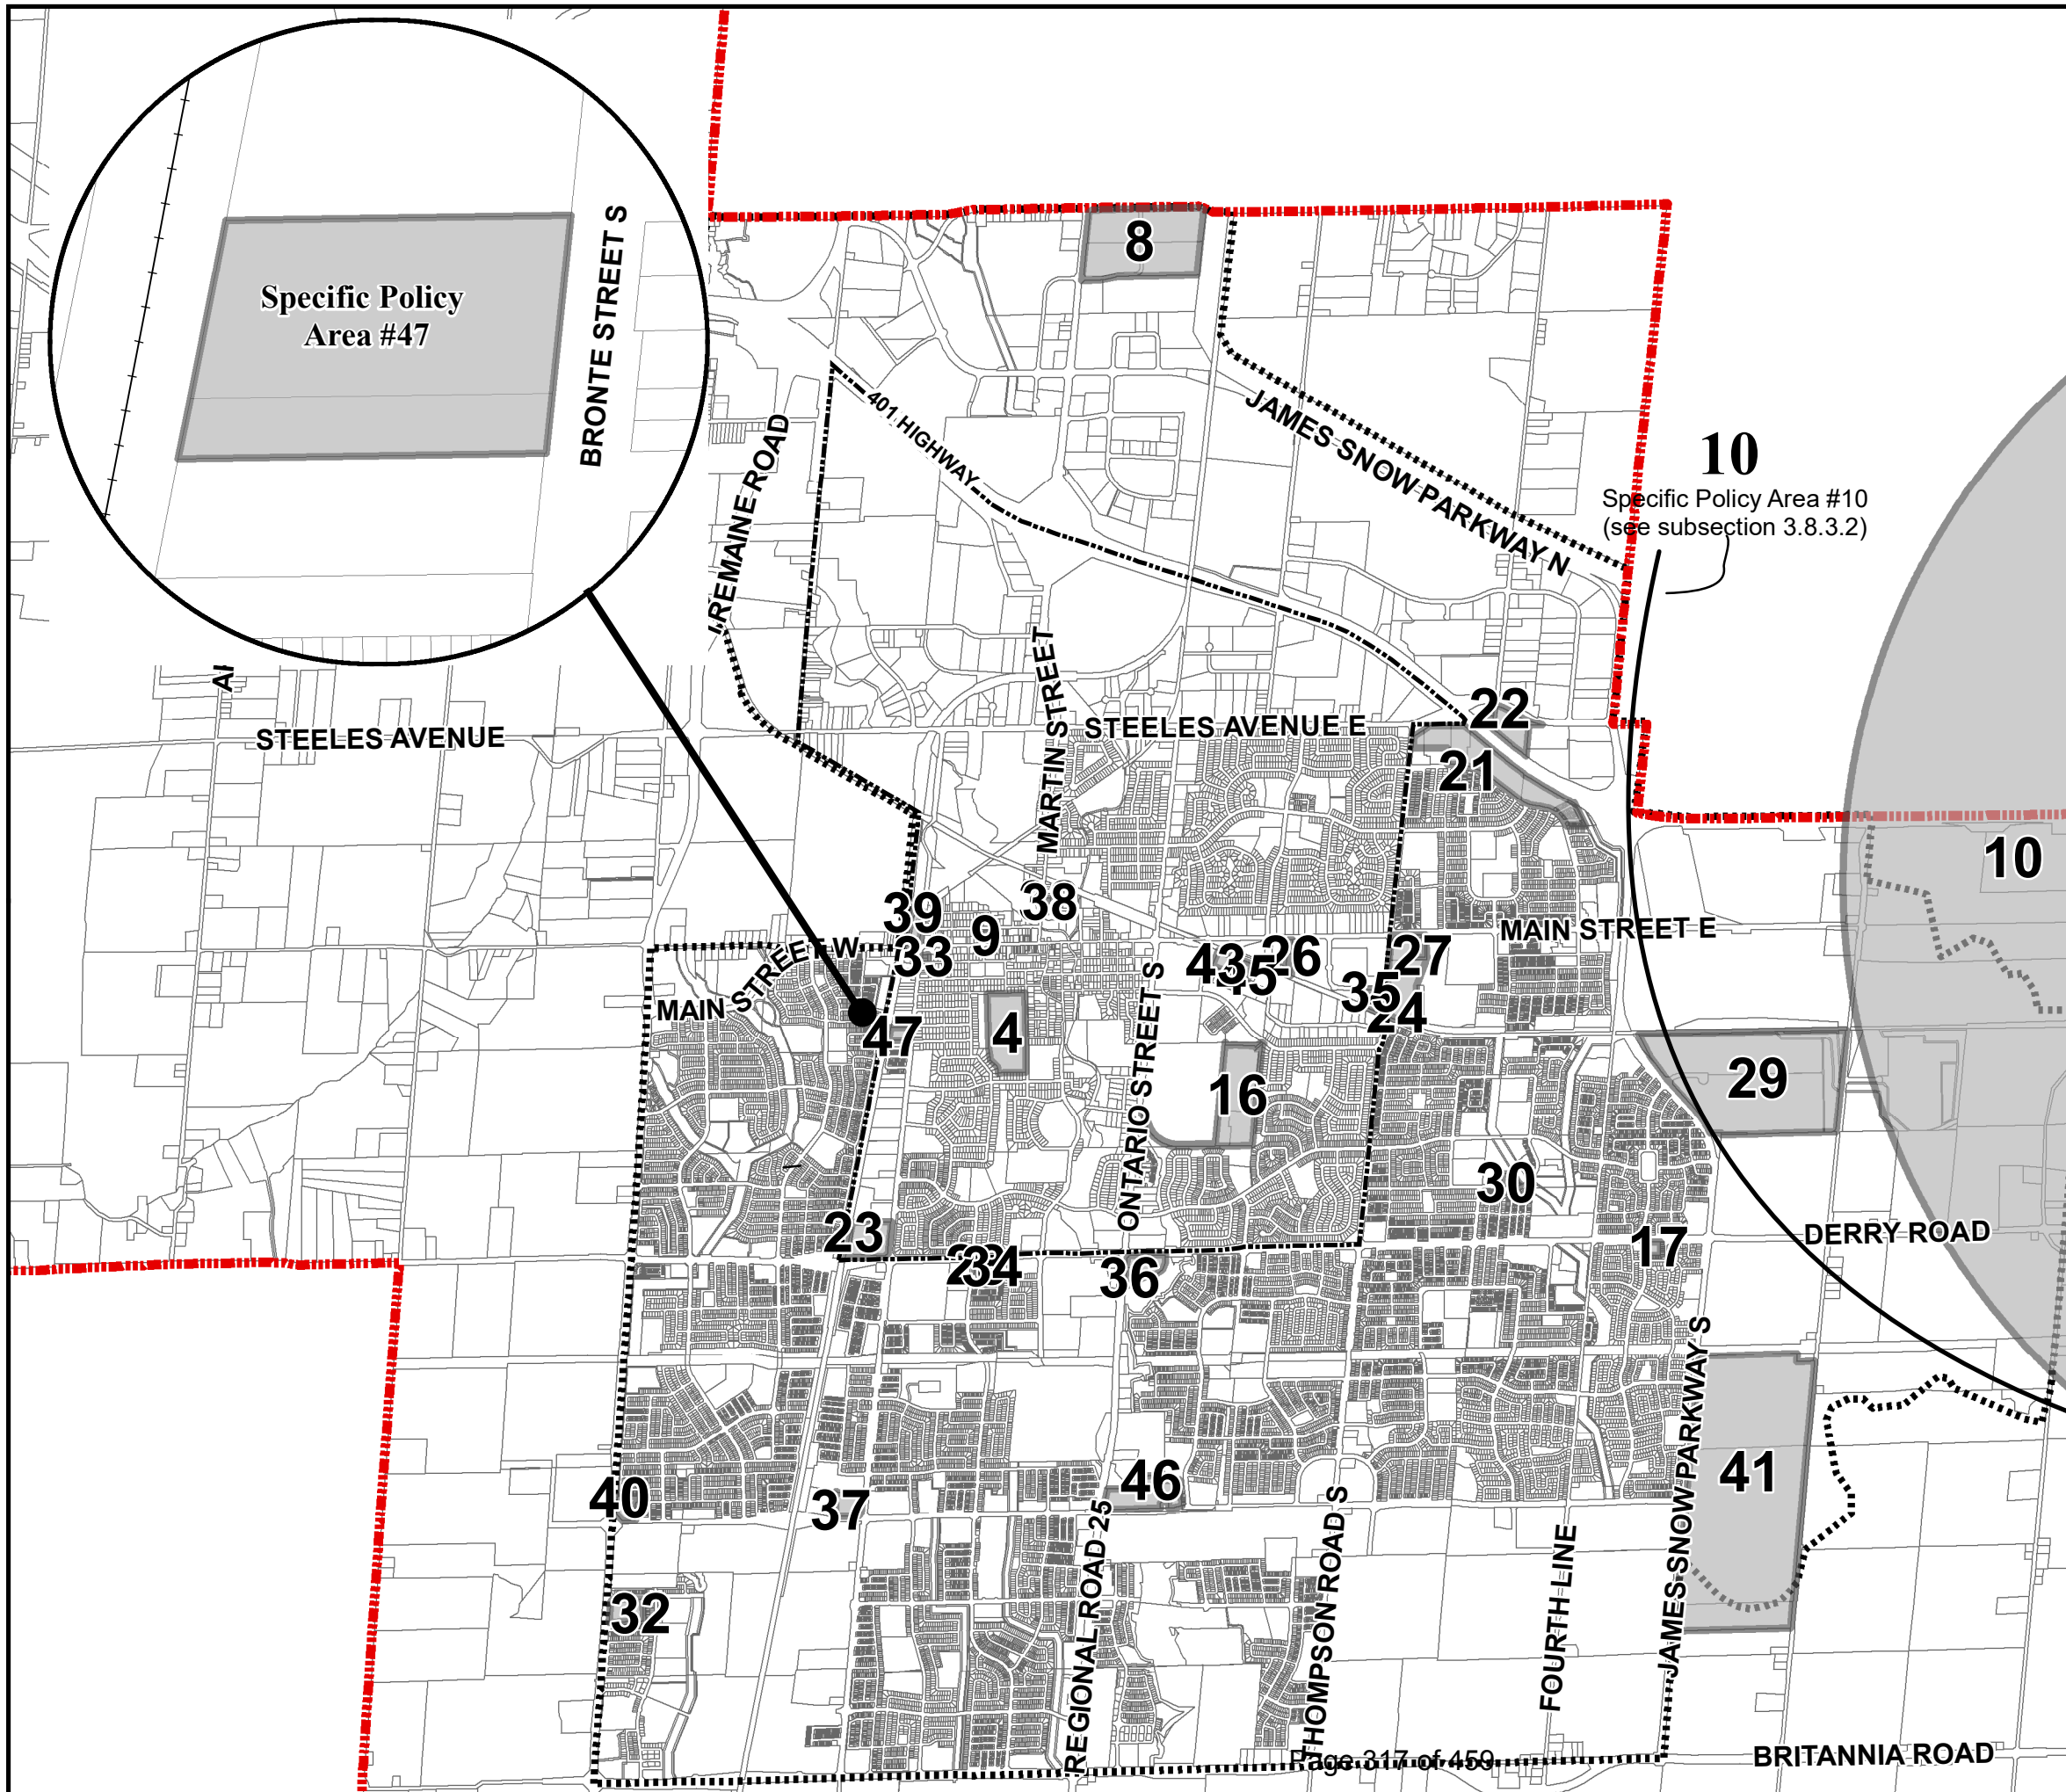 Specific Policy
Area #47
BRONTE STREET S
8
401 HIGHWAY
JAMES SNOW PARKWAY N
10
Specific Policy Area #10
(see subsection 3.8.3.2)
REMAINE ROAD
STEELES AVENUE
MARTIN STREET
STEELES AVENUE E
22
21
10
39
38
9
33
MAIN STREET W
MAIN STREET E
43
45
26
27
35
24
47
4
ONTARIO STREET S
16
29
30
23
34
36
17
DERRY ROAD
JAMES SNOW PARKWAY S
41
40
37
46
32
REGIONAL ROAD 25
THOMPSON ROAD S
FOURTH LINE
Page 317 of 459
BRITANNIA ROAD